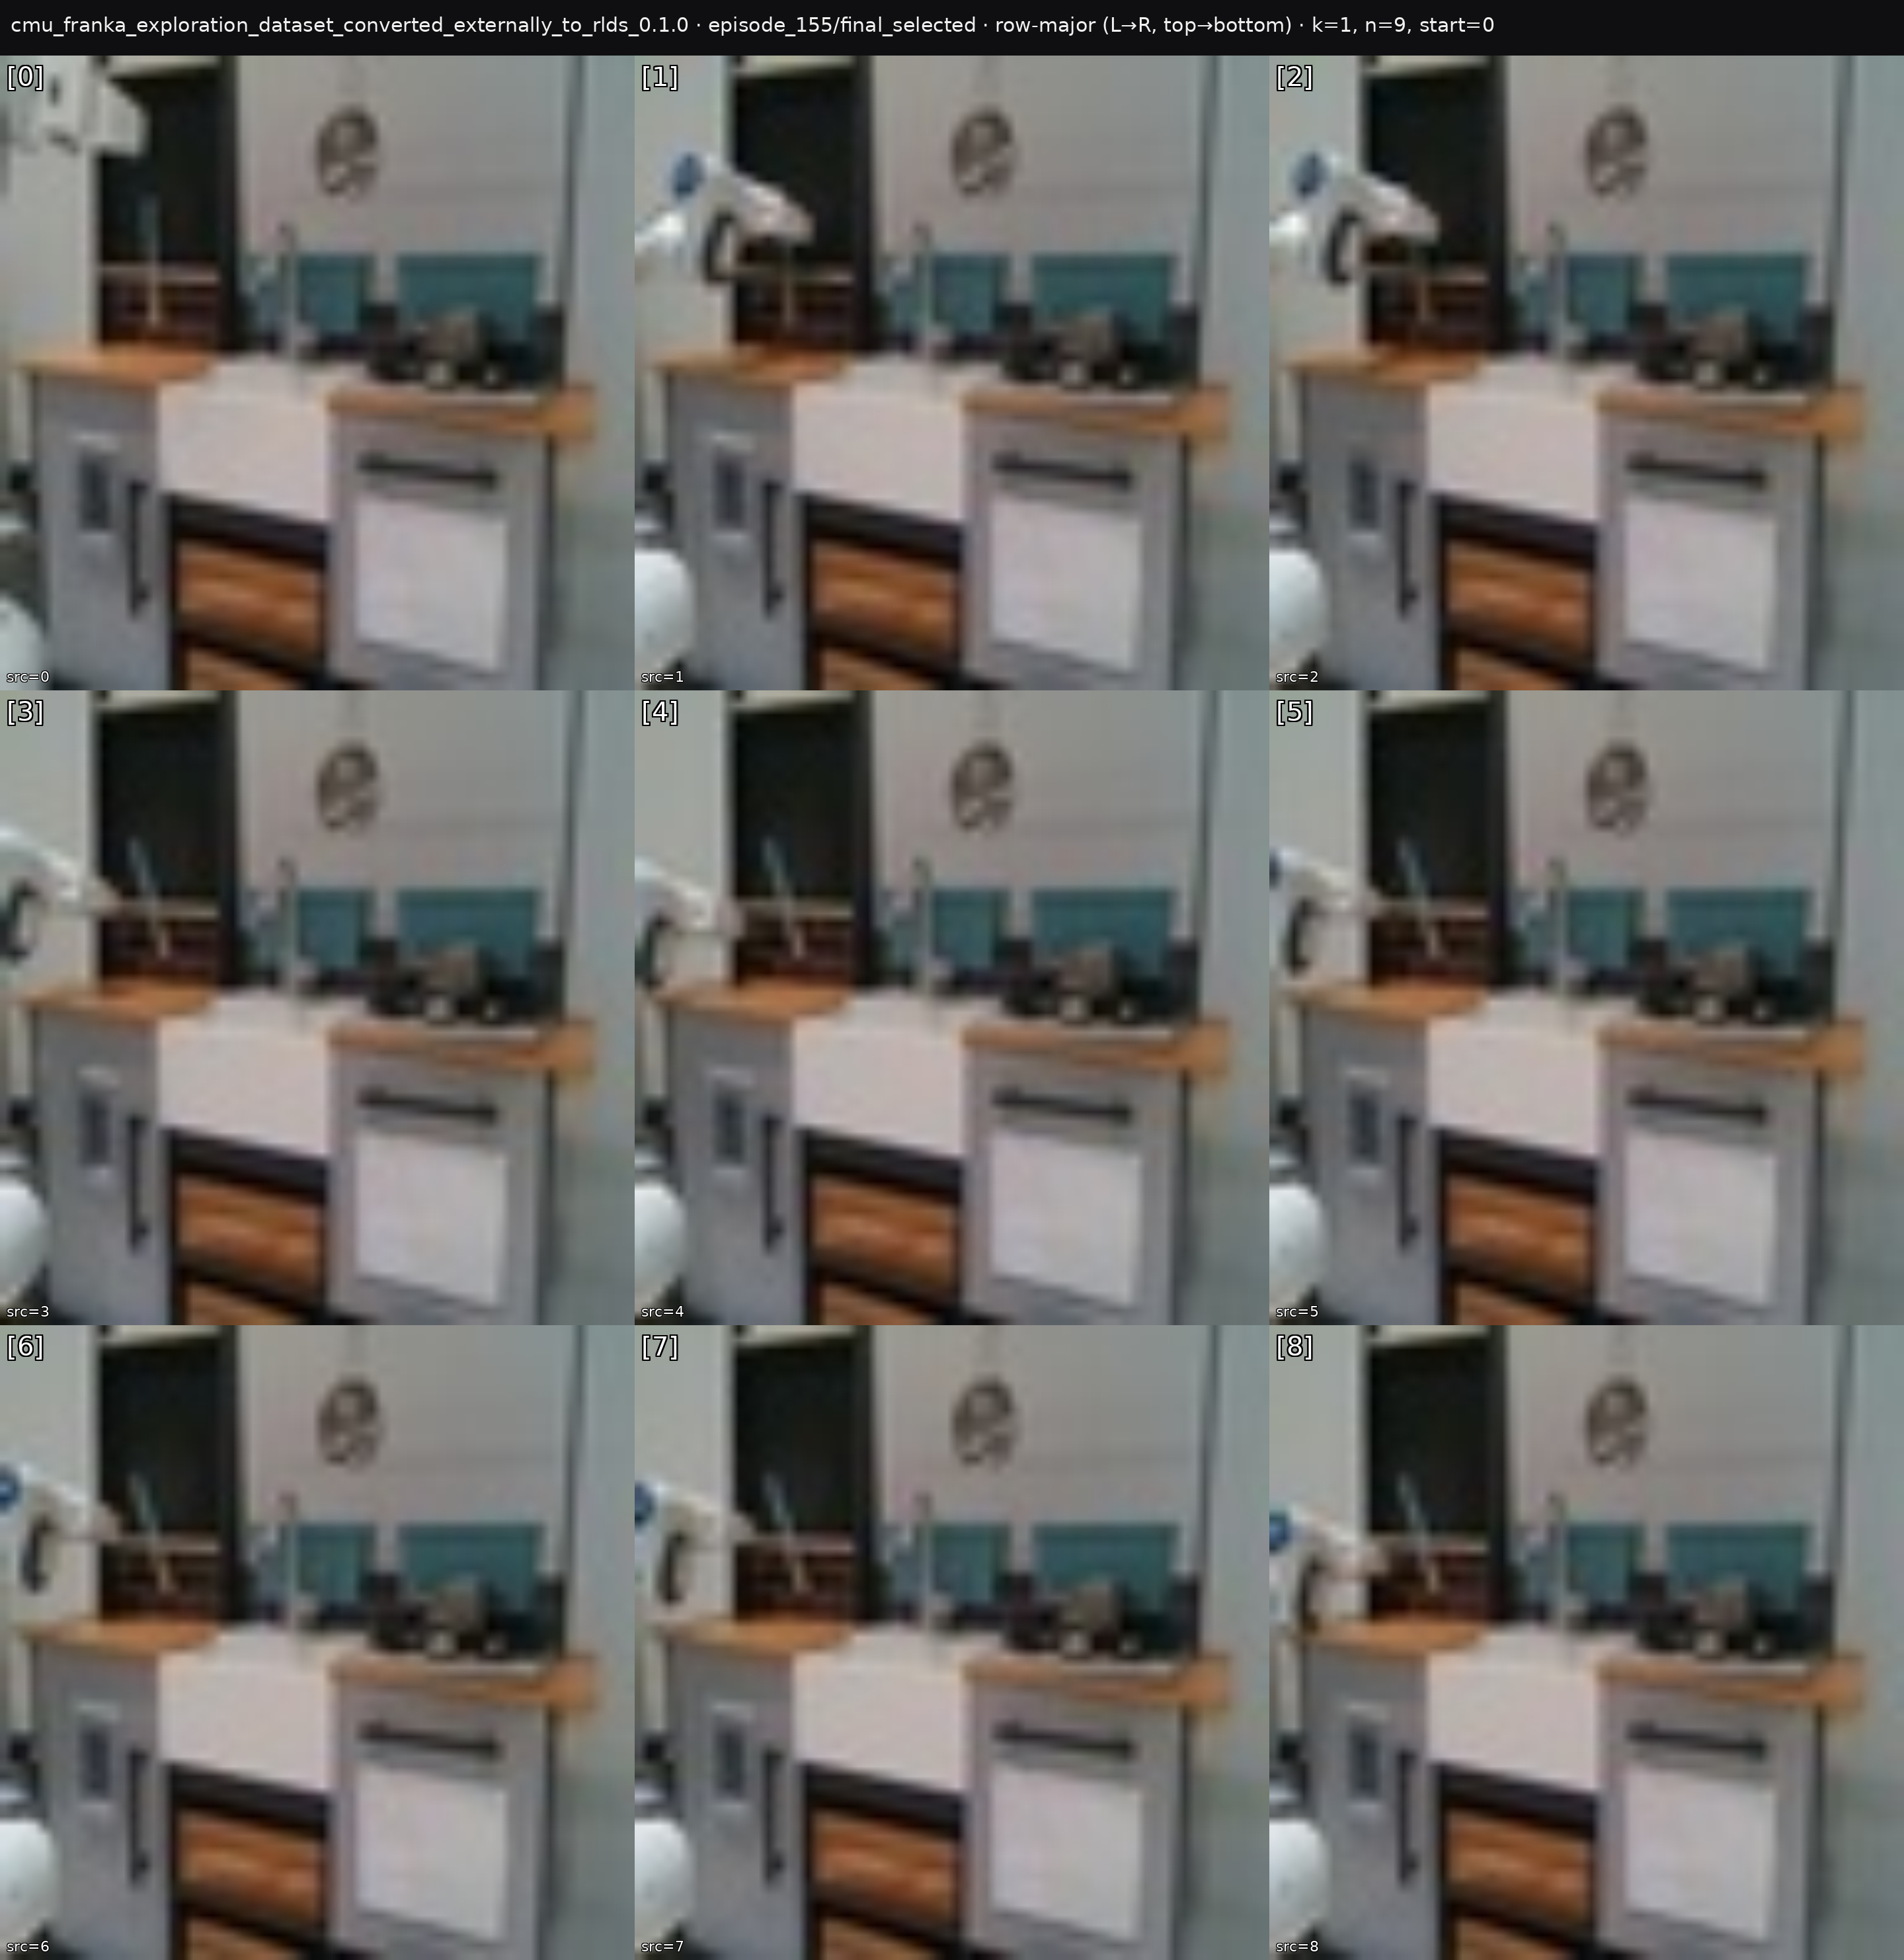 cmu_franka_exploration_dataset_converted_externally_to_rlds_0.1.0 · episode_155/final_selected · row-major (L→R, top→bottom) · k=1, n=9, start=0
[0]
[1]
[2]
src=0
src=1
src=2
[3]
[4]
[5]
src=3
src=4
src=5
[6]
[7]
[8]
src=6
src=7
src=8